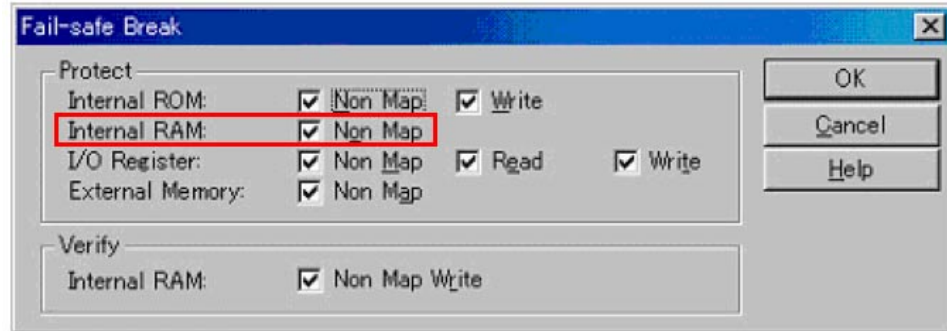 Fail-safe Break
Protect
Internal ROM: Non Map Write
Internal RAM: Non Map
I/O Register: Non Map Read Write
External Memory: Non Map
Verify
Internal RAM: Non Map Write
OK
Cancel
Help